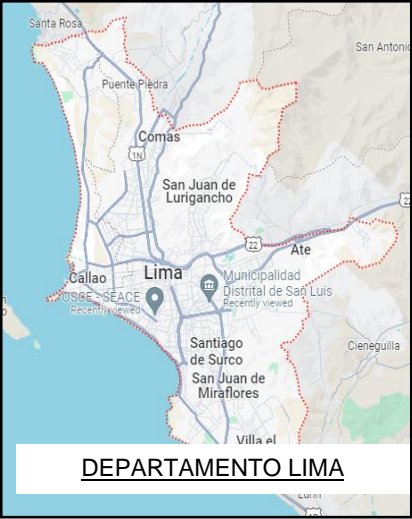 Santa Rosa
San Antonio
Puente Piedra
Comas
1N
San Juan de
Lurigancho
22
22
Ate
Callao
Lima
Municipalidad
Distrital de San Luis
Recently viewed
OSCE - SEACE
Recently viewed
Cieneguilla
Santiago
de Surco
San Juan de
Miraflores
Villa el
DEPARTAMENTO LIMA
Lurin